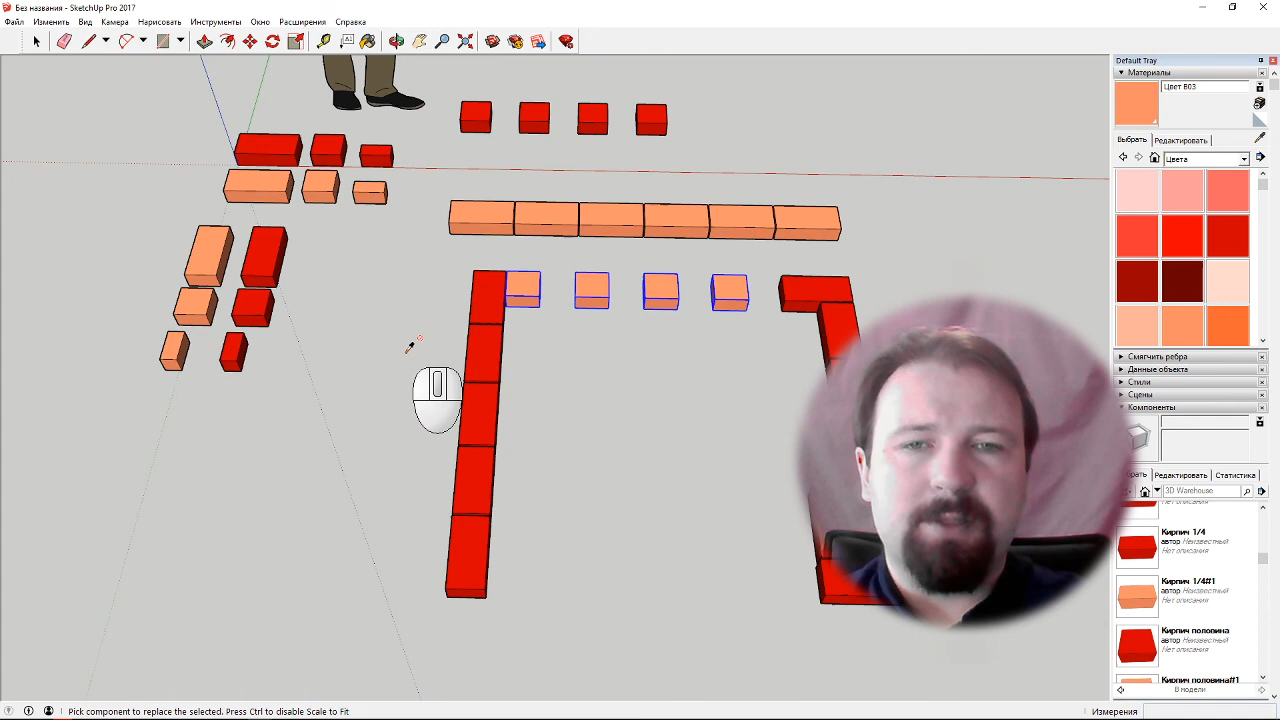 Без названия - SketchUp Pro 2017
Файл Изменить Вид Камера Нарисовать Инструменты Окно Расширения Справка
Default Tray
Материалы
Цвет B03
Выбрать Редактировать
Цвета
Смягчить ребра
Данные объекта
Стили
Сцены
Компоненты
Редактировать Статистика
3D Warehouse
Кирпич 1/4
автор Неизвестный
Нет описания
Кирпич 1/4#1
автор Неизвестный
Нет описания
Кирпич половина
автор Неизвестный
Нет описания
Кирпич половина#1
В модели
Pick component to replace the selected. Press Ctrl to disable Scale to Fit
Измерения